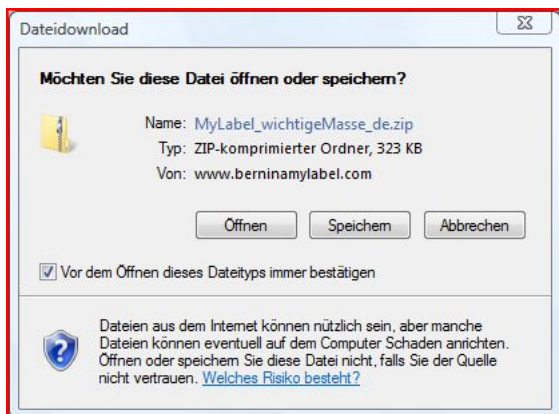 Dateidownload
Möchten Sie diese Datei öffnen oder speichern?
Name: MyLabel_wichtigeMasse_de.zip
Typ: ZIP-komprimierter Ordner, 323 KB
Von: www.berninamylabel.com
Öffnen Speichern Abbrechen
Vor dem Öffnen dieses Dateityps immer bestätigen
Dateien aus dem Internet können nützlich sein, aber manche
Dateien können eventuell auf dem Computer Schaden anrichten.
Öffnen oder speichern Sie diese Datei nicht, falls Sie der Quelle
nicht vertrauen. Welches Risiko besteht?